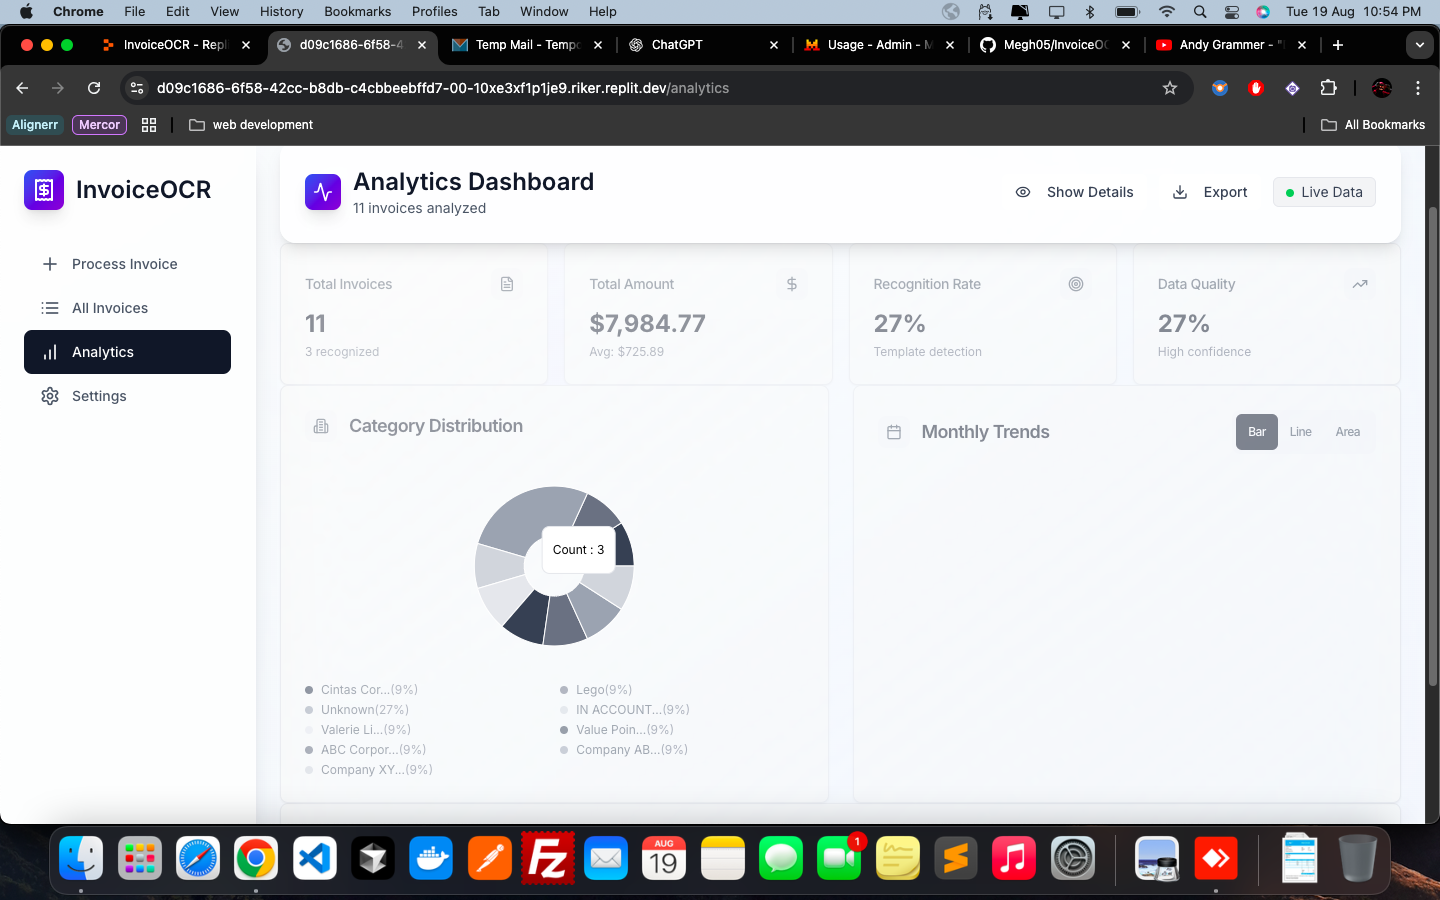 Chrome File Edit View History Bookmarks Profiles Tab Window Help Tue 19 Aug 10:54 PM
InvoiceOCR - Repl
d09c1686-6f58-4
Temp Mail - Temp
ChatGPT
Usage - Admin - M
Megh05/InvoiceO
Andy Grammer - "
d09c1686-6f58-42cc-b8db-c4cbbeebffd7-00-10xe3xf1p1je9.riker.replit.dev/analytics
Alignerr Mercor web development All Bookmarks
InvoiceOCR
Process Invoice
All Invoices
Analytics
Settings
Analytics Dashboard
11 invoices analyzed
Show Details Export Live Data
Total Invoices
11
3 recognized
Total Amount
$7,984.77
Avg: $725.89
Recognition Rate
27%
Template detection
Data Quality
27%
High confidence
Category Distribution
Count : 3
Cintas Cor...(9%)
Unknown(27%)
Valerie Li...(9%)
ABC Corpor...(9%)
Company XY...(9%)
Lego(9%)
IN ACCOUNT...(9%)
Value Poin...(9%)
Company AB...(9%)
Monthly Trends
Bar Line Area
AUG
19
1